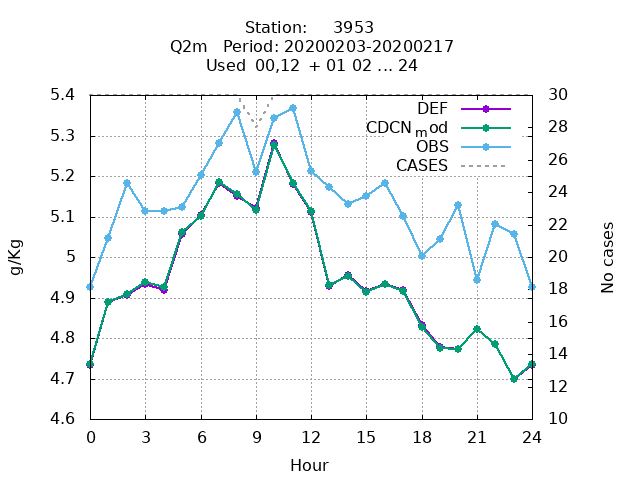 Station: 3953
Q2m Period: 20200203-20200217
Used 00,12 + 01 02 ... 24
5.4
5.3
5.2
5.1
5
4.9
4.8
4.7
4.6
g/Kg
30
28
26
24
22
20
18
16
14
12
10
No cases
DEF
CDCN_mod
OBS
CASES
0 3 6 9 12 15 18 21 24
Hour